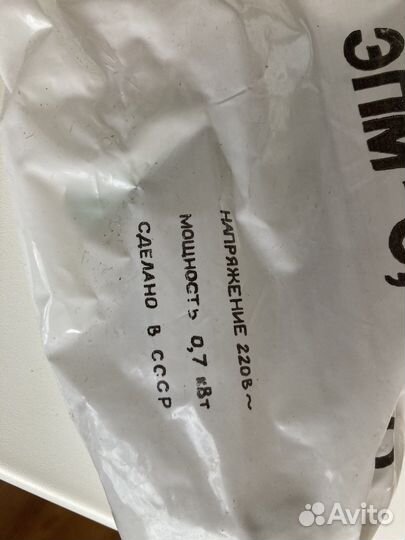 ЭПМ
НАПРЯЖЕНИЕ 220В ~
МОЩНОСТЬ 0,7 кВт
СДЕЛАНО В СССР
Avito